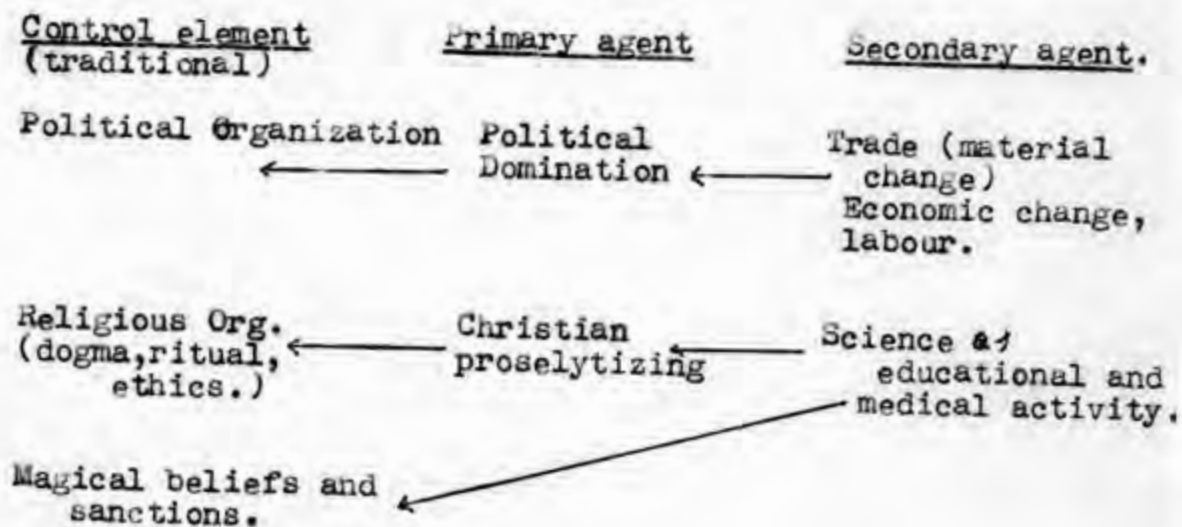 Control element Primary agent Secondary agent.
(traditional)
Political Organization Political Domination Trade (material change)
Economic change,
labour.
Religious Org. Christian Science
(dogma,ritual, proselytizing educational and
ethics.) medical activity.
Magical beliefs and
sanctions.